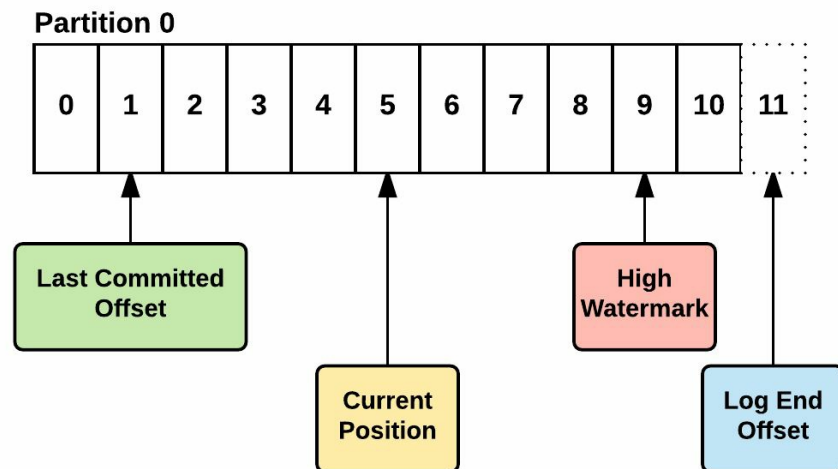 Partition 0
0 1 2 3 4 5 6 7 8 9 10 11
Last Committed
Offset
High
Watermark
Current
Position
Log End
Offset